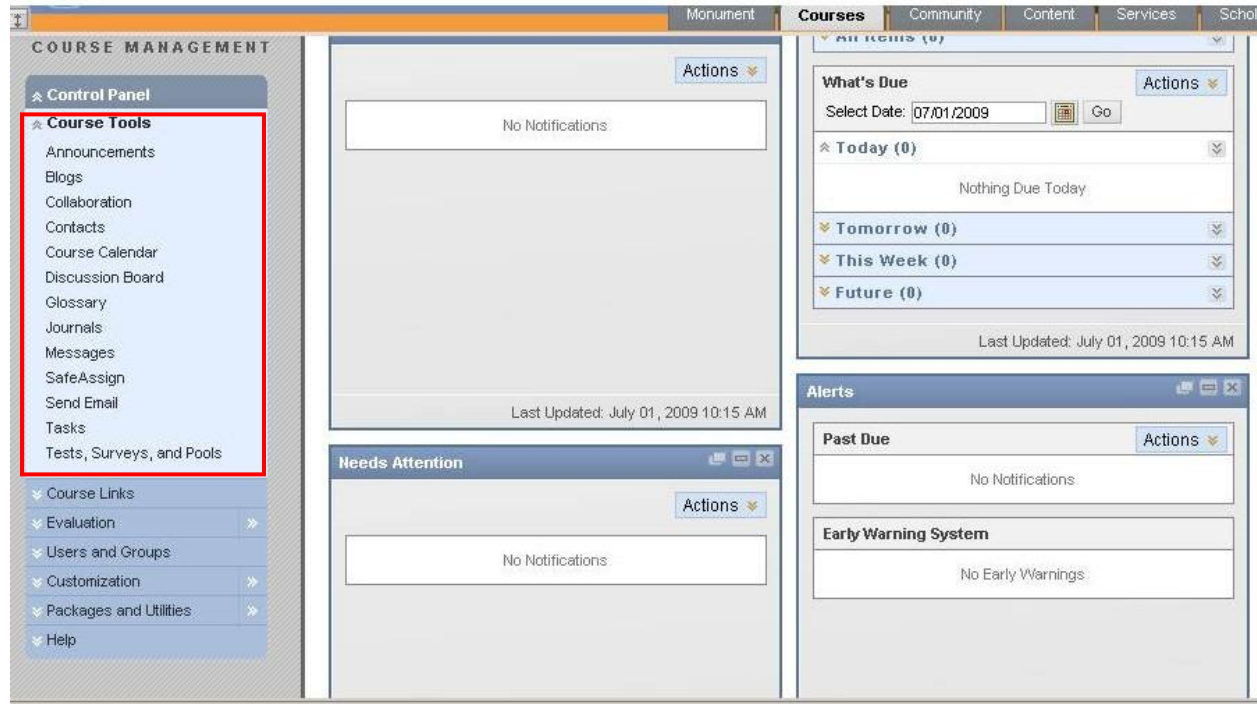 Monument
Courses
Community
Content
Services
COURSE MANAGEMENT
Control Panel
Course Tools
Announcements
Blogs
Collaboration
Contacts
Course Calendar
Discussion Board
Glossary
Journals
Messages
SafeAssign
Send Email
Tasks
Tests, Surveys, and Pools
Course Links
Evaluation
Users and Groups
Customization
Packages and Utilities
Help
Actions
No Notifications
Last Updated: July 01, 2009 10:15 AM
Needs Attention
Actions
No Notifications
All Items (0)
What's Due
Actions
Select Date: 07/01/2009 Go
Today (0)
Nothing Due Today
Tomorrow (0)
This Week (0)
Future (0)
Last Updated: July 01, 2009 10:15 AM
Alerts
Past Due
Actions
No Notifications
Early Warning System
No Early Warnings